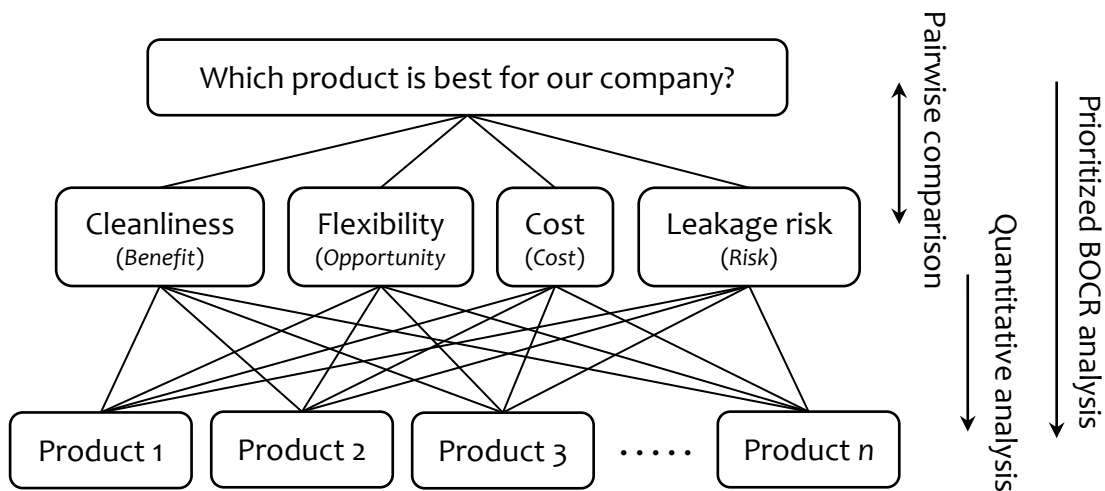 Which product is best for our company?
Cleanliness
(Benefit)
Flexibility
(Opportunity
Cost
(Cost)
Leakage risk
(Risk)
Product 1
Product 2
Product 3
.....
Product n
Pairwise comparison
Quantitative analysis
Prioritized BOCR analysis